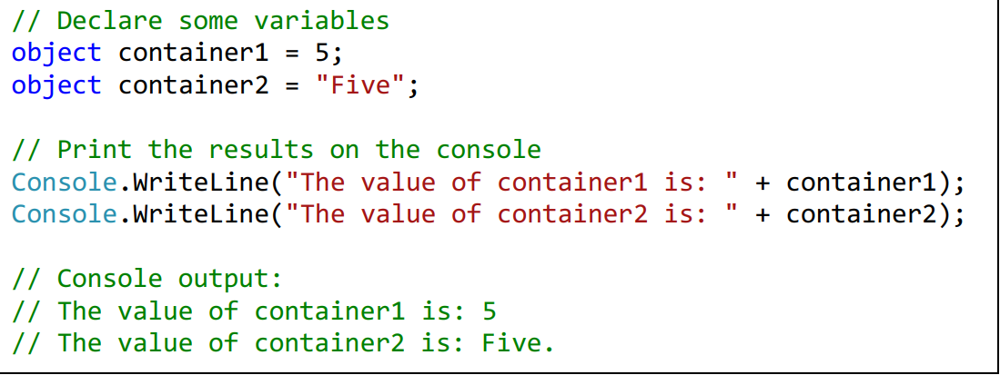 // Declare some variables
object container1 = 5;
object container2 = "Five";
// Print the results on the console
Console.WriteLine("The value of container1 is: " + container1);
Console.WriteLine("The value of container2 is: " + container2);
// Console output:
// The value of container1 is: 5
// The value of container2 is: Five.